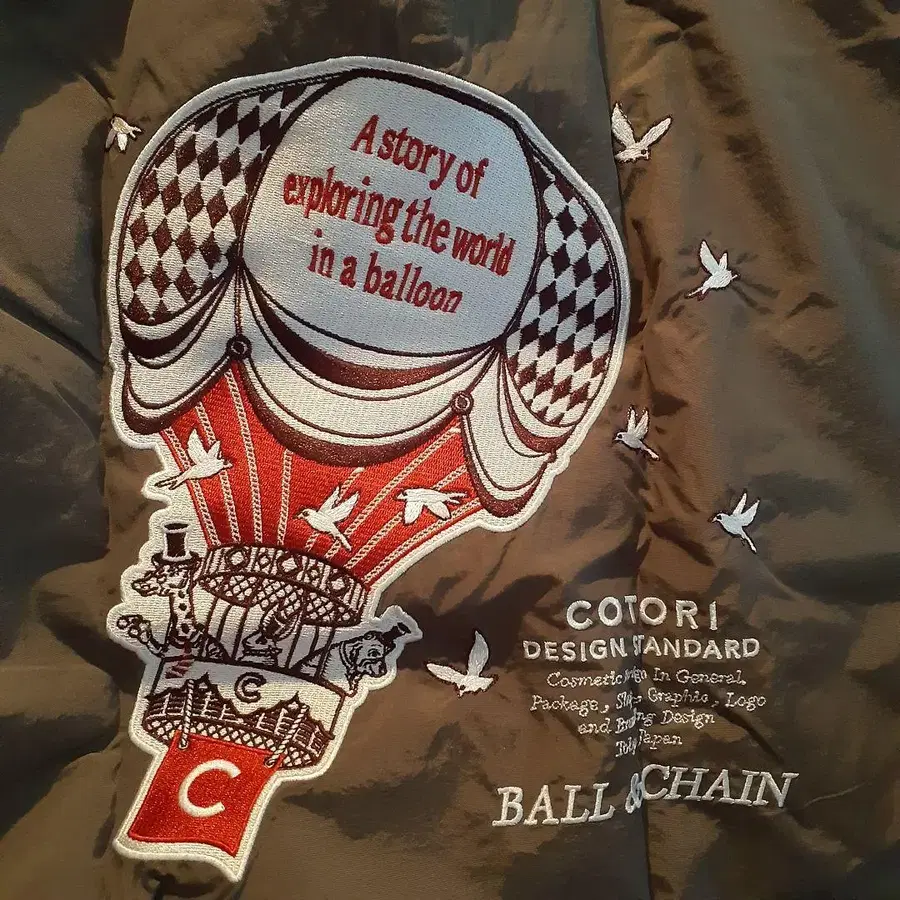 A story of
exploring the world
in a balloon
C
C
COTORI
DESIGN STANDARD
In General,
Package, Graphic, Logo
and Design
Japan
BALL & CHAIN